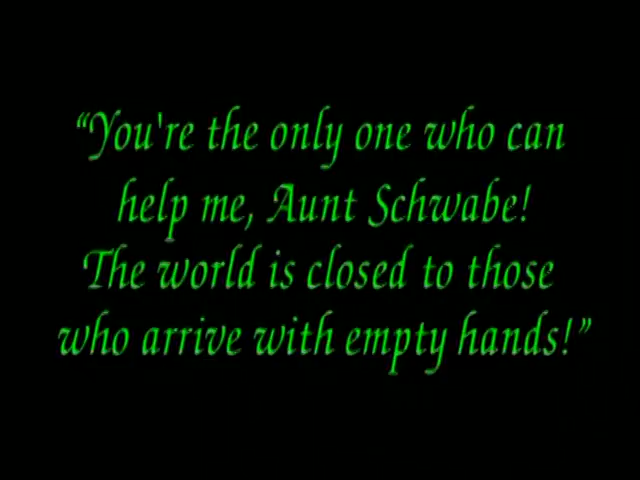 “You're the only one who can
help me, Aunt Schwabe!
The world is closed to those
who arrive with empty hands!”